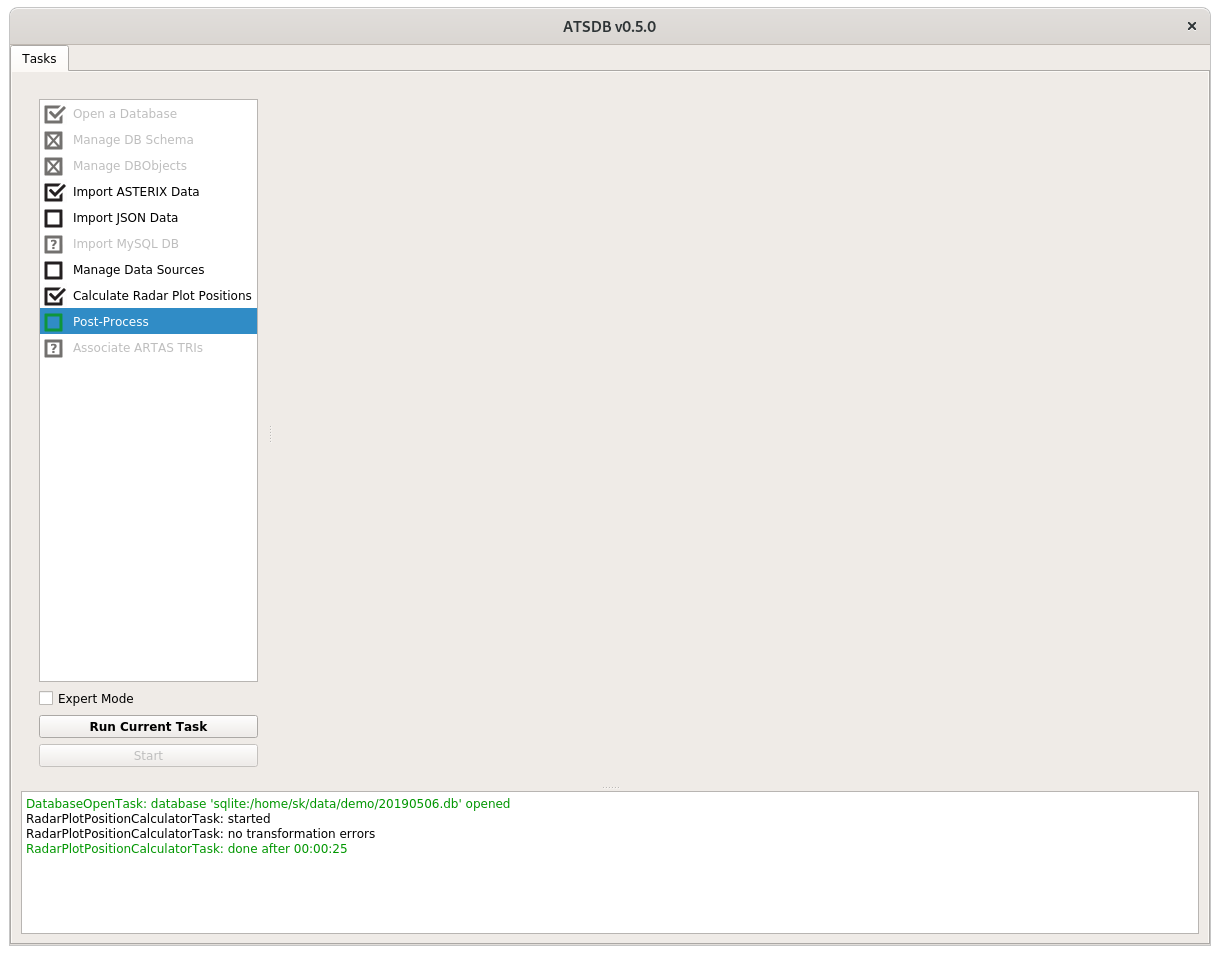 ATSDB v0.5.0
Tasks
Open a Database
Manage DB Schema
Manage DBObjects
Import ASTERIX Data
Import JSON Data
Import MySQL DB
Manage Data Sources
Calculate Radar Plot Positions
Post-Process
Associate ARTAS TRIs
Expert Mode
Run Current Task
Start
DatabaseOpenTask: database 'sqlite:/home/sk/data/demo/20190506.db' opened
RadarPlotPositionCalculatorTask: started
RadarPlotPositionCalculatorTask: no transformation errors
RadarPlotPositionCalculatorTask: done after 00:00:25